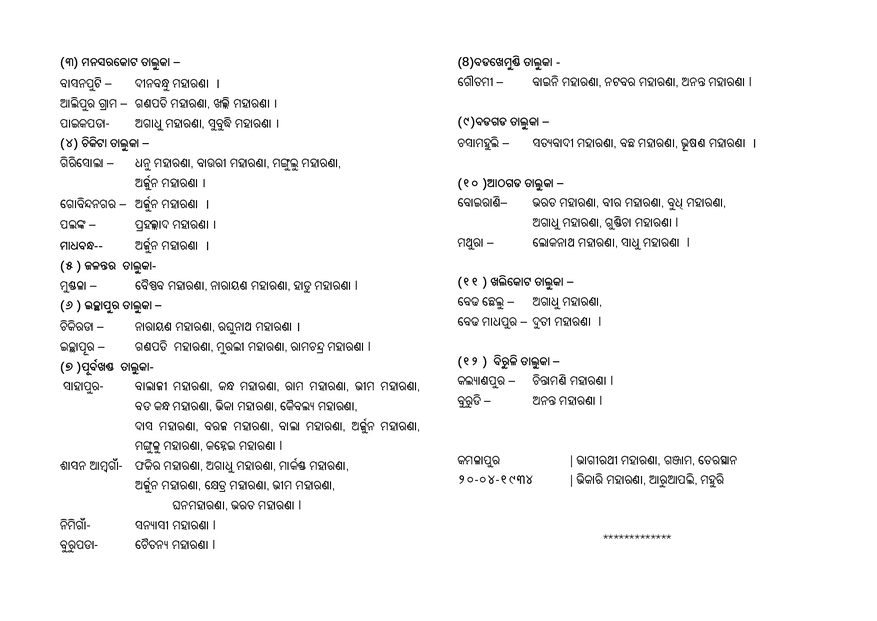 (୩) ମନସରକୋଟ ତାଲୁକା –
ବାସନପୁଟି – ଦୀନବନ୍ଧୁ ମହାରଣା ।
ଆଲିପୁର ଗ୍ରାମ – ଗଣପତି ମହାରଣା, ଖଲ୍ଲି ମହାରଣା ।
ପାଇକପଡା- ଅଗାଧୁ ମହାରଣା, ସୁବୁଦ୍ଧି ମହାରଣା ।
(୪) ଚିକିଟା ତାଲୁକା –
ଗିରିସୋଲା – ଧନୁ ମହାରଣା, ବାଉରୀ ମହାରଣା, ମଙ୍ଗୁଳୁ ମହାରଣା,
ଅର୍ଜୁନ ମହାରଣା ।
ଗୋବିନ୍ଦନଗର – ଅର୍ଜୁନ ମହାରଣା ।
ପଲଙ୍କ – ପ୍ରହଲ୍ଲାଦ ମହାରଣା ।
ମାଧବନ୍ଧ-- ଅର୍ଜୁନ ମହାରଣା ।
(୫ ) ଜଳନ୍ତର ତାଲୁକା-
ମୁଣ୍ଡଳା – ବୈଷ୍ଣବ ମହାରଣା, ନାରାୟଣ ମହାରଣା, ହାଡୁ ମହାରଣା ।
(୬ ) ଇଚ୍ଛାପୁର ତାଲୁକା –
ଚିକିରଡା – ନାରାୟଣ ମହାରଣା, ରଘୁନାଥ ମହାରଣା ।
ଇଚ୍ଛାପୂର – ଗଣପତି ମହାରଣା, ମୁରଲୀ ମହାରଣା, ରାମଚନ୍ଦ୍ର ମହାରଣା ।
(୭ )ପୂର୍ବଖଣ୍ଡ ତାଲୁକା-
ସାହାପୁର- ବାଲାଜୀ ମହାରଣା, କନ୍ଧ ମହାରଣା, ରାମ ମହାରଣା, ଭୀମ ମହାରଣା,
ବଡ କନ୍ଧ ମହାରଣା, ଭିକା ମହାରଣା, କୈବଲ୍ୟ ମହାରଣା,
ଦାସ ମହାରଣା, ବରଜ ମହାରଣା, ବାଲା ମହାରଣା, ଅର୍ଜୁନ ମହାରଣା,
ମଙ୍ଗୁଳୁ ମହାରଣା, କହ୍ନେଇ ମହାରଣା ।
ଶାସନ ଆମ୍ବଗାଁ- ଫକିର ମହାରଣା, ଅଗାଧୁ ମହାରଣା, ମାର୍କଣ୍ଡ ମହାରଣା,
ଅର୍ଜୁନ ମହାରଣା, କ୍ଷେତ୍ର ମହାରଣା, ଭୀମ ମହାରଣା,
ଘନମହାରଣା, ଭରତ ମହାରଣା ।
ନିମିଗାଁ- ସନ୍ୟାସୀ ମହାରଣା ।
ବୁରୁପଡା- ଚୈତନ୍ୟ ମହାରଣା ।
(8)ବଡଖେମୁଣ୍ଡି ତାଲୁକା -
ଗୌତମୀ – ବାଇନି ମହାରଣା, ନଟବର ମହାରଣା, ଅନନ୍ତ ମହାରଣା ।
(୯ )ବଡଗଡ ତାଲୁକା –
ଚସାମହୁଲି – ସତ୍ୟବାଦୀ ମହାରଣା, ବଛ ମହାରଣା, ଭୂଷଣ ମହାରଣା ।
(୧୦ )ଆଠଗଡ ତାଲୁକା –
ବୋଇରାଣି– ଭରତ ମହାରଣା, ବୀର ମହାରଣା, ବୁଧି ମହାରଣା,
ଅଗାଧୁ ମହାରଣା, ଗୁଣ୍ଡିଚା ମହାରଣା ।
ମଥୁରା – ଲୋକନାଥ ମହାରଣା, ସାଧୁ ମହାରଣା ।
(୧୧ ) ଖଲିକୋଟ ତାଲୁକା –
ବେଢ ଛେଲୁ – ଅଗାଧୁ ମହାରଣା,
ବେଢ ମାଧପୁର – ଦୁତୀ ମହାରଣା ।
(୧୨ ) ବିରୁଳି ତାଲୁକା –
କଲ୍ୟାଣପୁର – ଚିନ୍ତାମଣି ମହାରଣା ।
ବୁରୁଡି – ଅନନ୍ତ ମହାରଣା ।
କମଳାପୁର | ଭାଗୀରଥୀ ମହାରଣା, ଗଞ୍ଜାମ, ତେରସ୍ଥାନ
୨୦-୦୪-୧୯୩୪ | ଭିକାରି ମହାରଣା, ଆରୁଆପଲି, ମହୁରି
*************